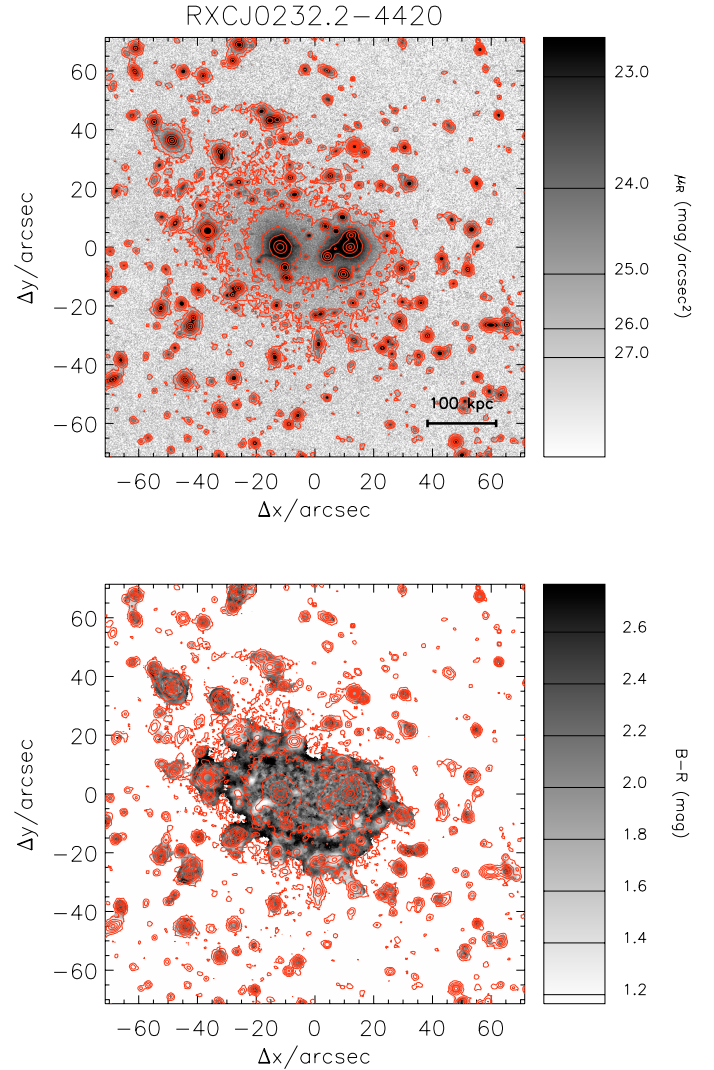 RXCJ0232.2−4420
60
40
20
0
−20
−40
−60
Δy/arcsec
100 kpc
−60 −40 −20 0 20 40 60
Δx/arcsec
23.0
24.0
25.0
26.0
27.0
μR (mag/arcsec²)
60
40
20
0
−20
−40
−60
Δy/arcsec
−60 −40 −20 0 20 40 60
Δx/arcsec
2.6
2.4
2.2
2.0
1.8
1.6
1.4
1.2
B−R (mag)